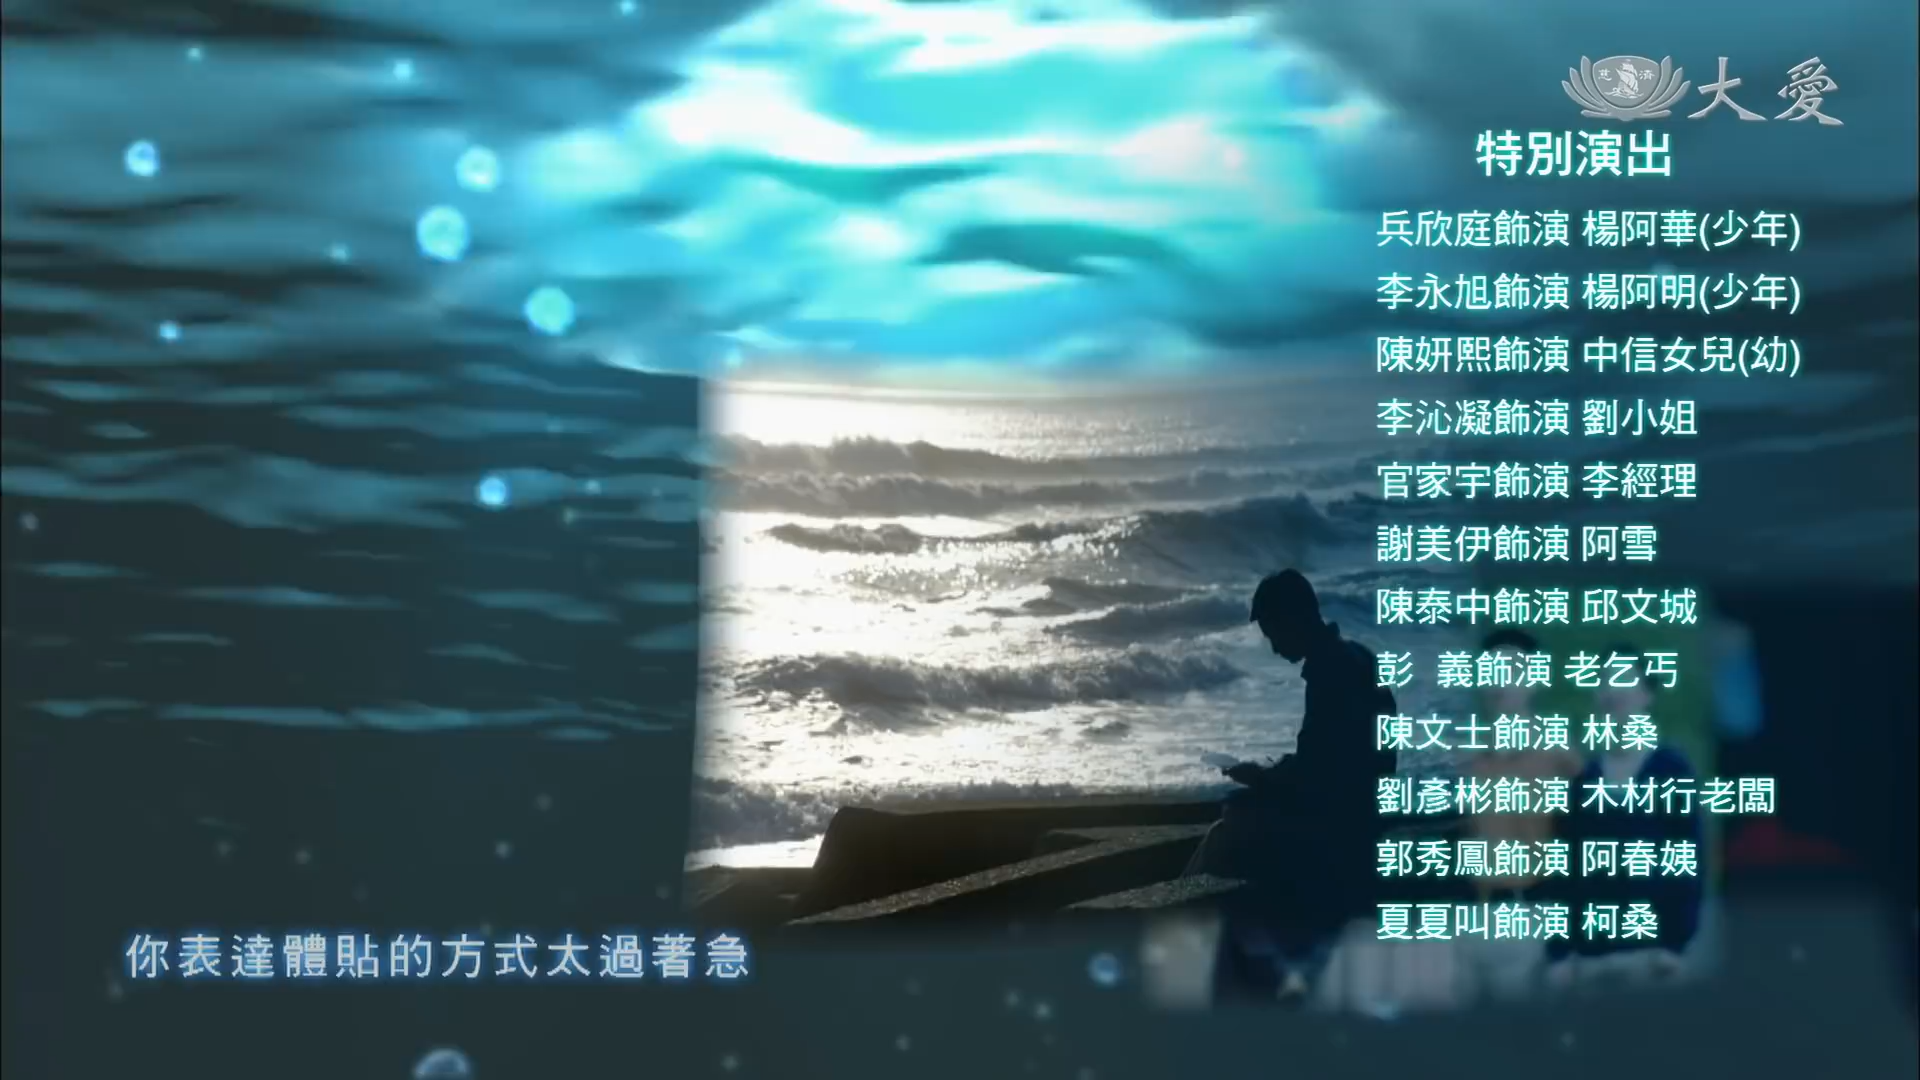 慈濟 大愛
特別演出
兵欣庭飾演 楊阿華(少年)
李永旭飾演 楊阿明(少年)
陳妍熙飾演 中信女兒(幼)
李沁凝飾演 劉小姐
官家宇飾演 李經理
謝美伊飾演 阿雪
陳泰中飾演 邱文城
彭 義飾演 老乞丐
陳文士飾演 林桑
劉彥彬飾演 木材行老闆
郭秀鳳飾演 阿春姨
夏夏叫飾演 柯桑
你表達體貼的方式太過著急